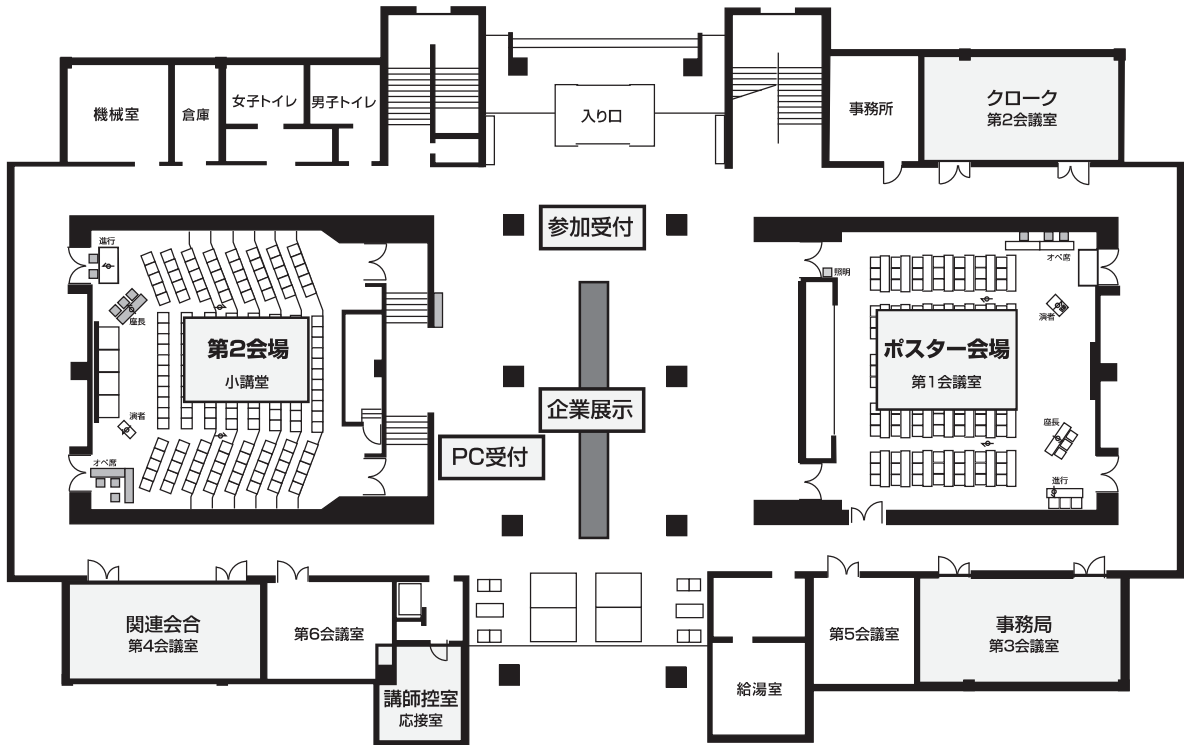 機械室
倉庫
女子トイレ
男子トイレ
入り口
事務所
クローク
第2会議室
参加受付
進行
座長
第2会場
小講堂
演者
オペ席
企業展示
PC受付
照明
オペ席
演者
ポスター会場
第1会議室
座長
進行
関連会合
第4会議室
第6会議室
講師控室
応接室
給湯室
第5会議室
事務局
第3会議室